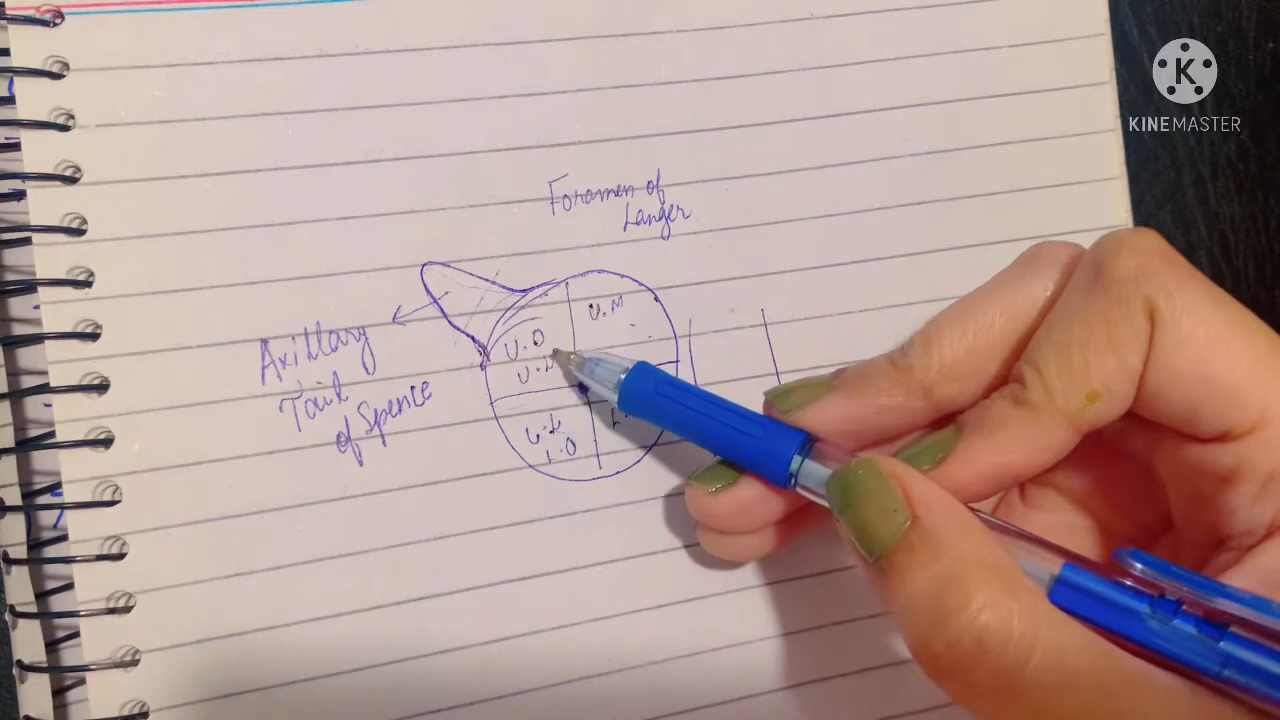 KINEMASTER
Foramen of
Langer
Axillary
Tail
of Spence
U.O
U.M
U.L
L.L
L.O